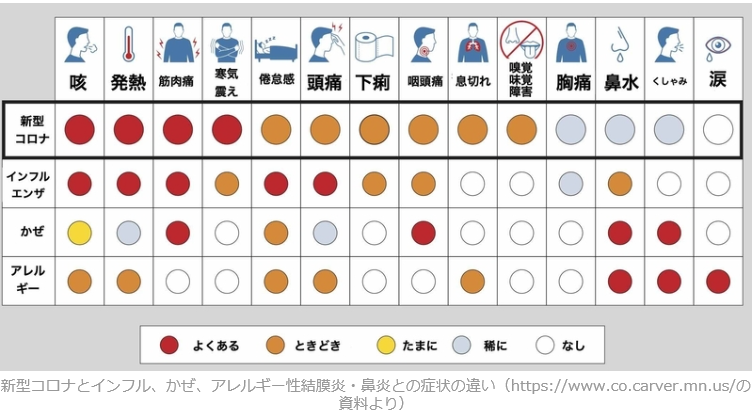 咳
発熱
筋肉痛
寒気
震え
倦怠感
頭痛
下痢
咽頭痛
息切れ
嗅覚
味覚
障害
胸痛
鼻水
くしゃみ
涙
新型
コロナ
インフル
エンザ
かぜ
アレル
ギー
よくある
ときどき
たまに
稀に
なし
新型コロナとインフル、かぜ、アレルギー性結膜炎・鼻炎との症状の違い（https://www.co.carver.mn.us/の
資料より）